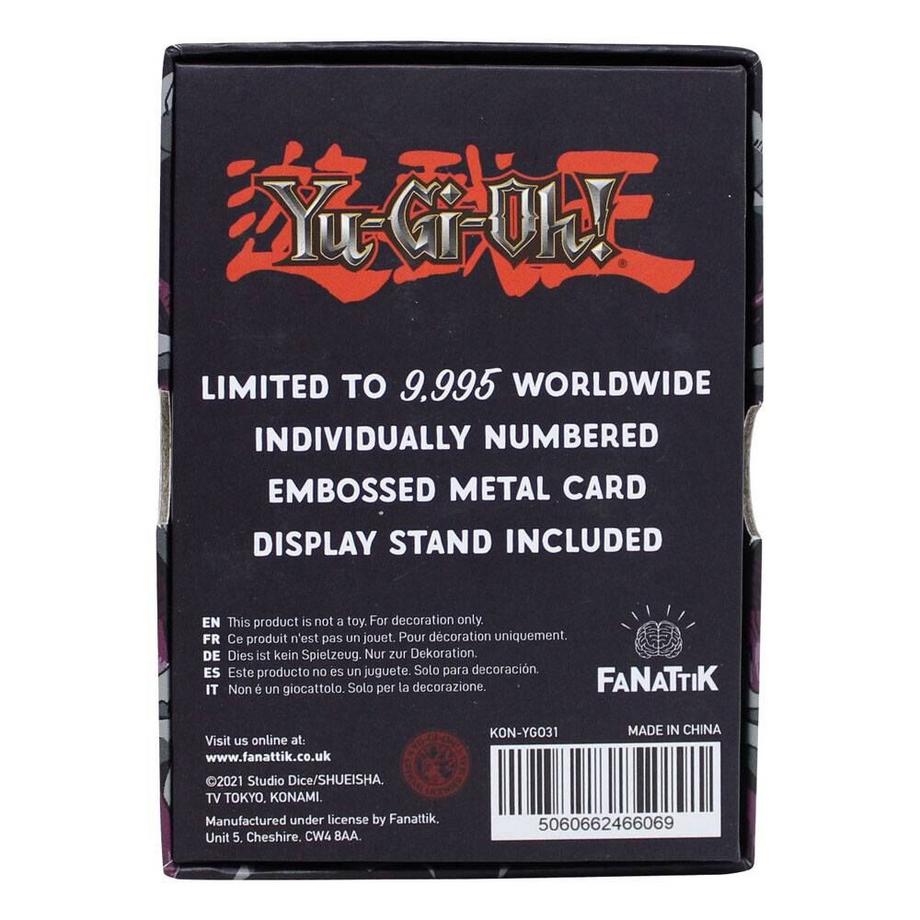 遊戯王
Yu-Gi-Oh!
®
LIMITED TO 9,995 WORLDWIDE
INDIVIDUALLY NUMBERED
EMBOSSED METAL CARD
DISPLAY STAND INCLUDED
EN This product is not a toy. For decoration only.
FR Ce produit n'est pas un jouet. Pour décoration uniquement.
DE Dies ist kein Spielzeug. Nur zur Dekoration.
ES Este producto no es un juguete. Solo para decoración.
IT Non é un giocattolo. Solo per la decorazione.
FANATTIK
Visit us online at:
www.fanattik.co.uk
©2021 Studio Dice/SHUEISHA,
TV TOKYO, KONAMI.
Manufactured under license by Fanattik,
Unit 5, Cheshire, CW4 8AA.
KON-YGO31 MADE IN CHINA
5060662466069